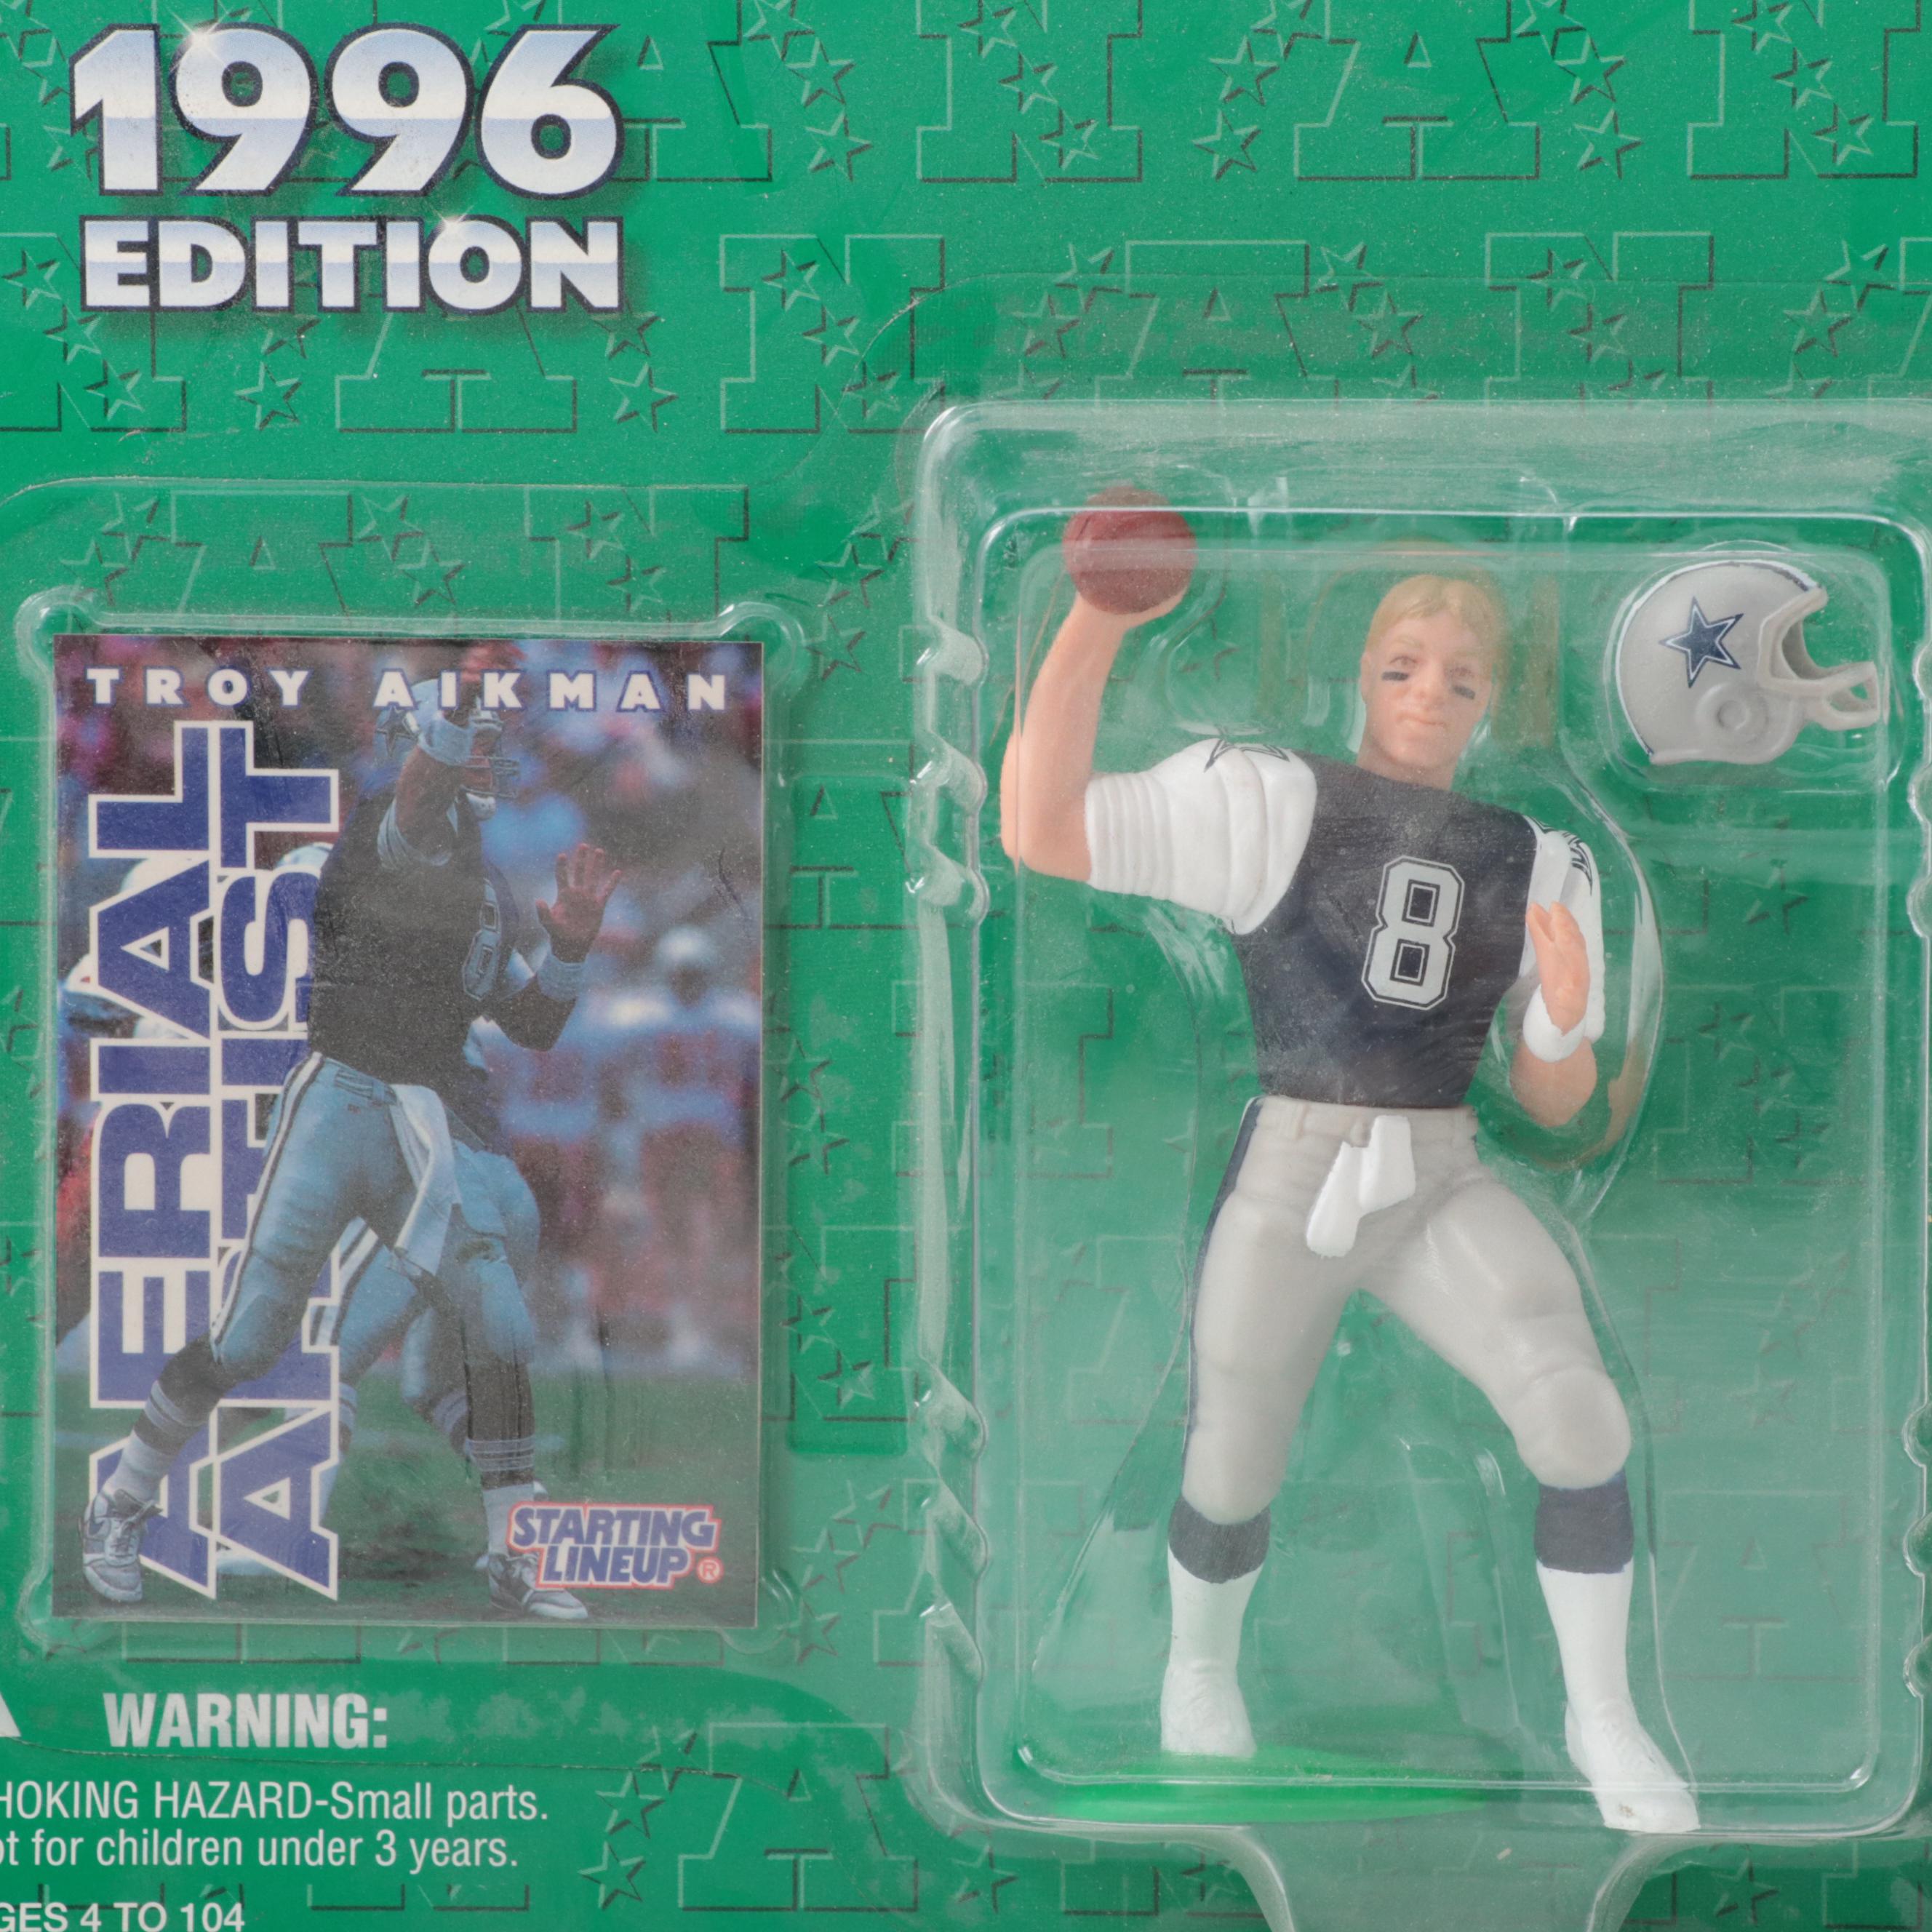 1996
EDITION
TROY AIKMAN
AERIAL
ARTIST
8
8
STARTING
LINEUP®
WARNING:
HOKING HAZARD-Small parts.
ot for children under 3 years.
GES 4 TO 104